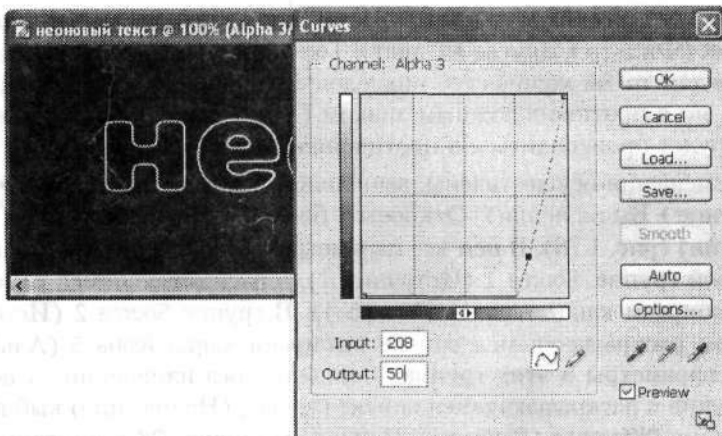 неоновый текст @ 100% (Alpha 3/
нео
Curves
Channel: Alpha 3
OK
Cancel
Load...
Save...
Smooth
Auto
Options...
Input: 208
Output: 50
Preview